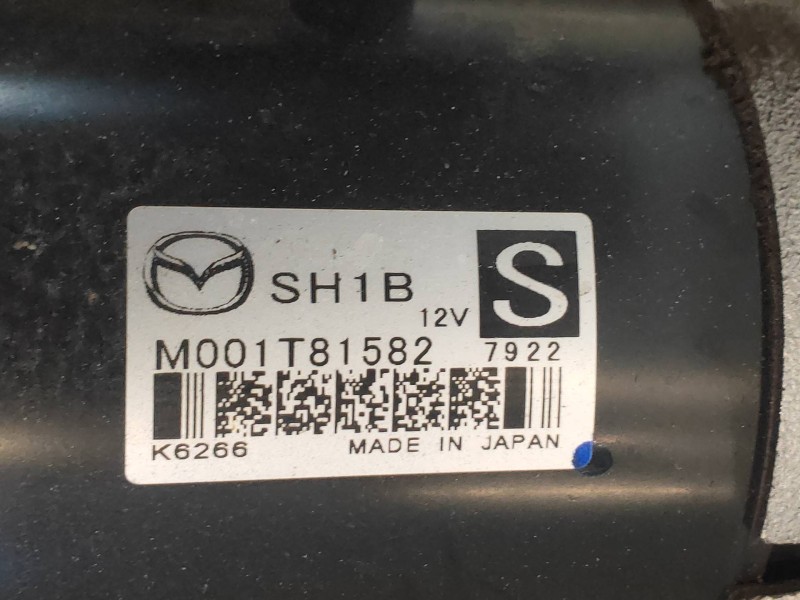 SH1B
12V
S
M001T81582
7922
K6266
MADE IN JAPAN